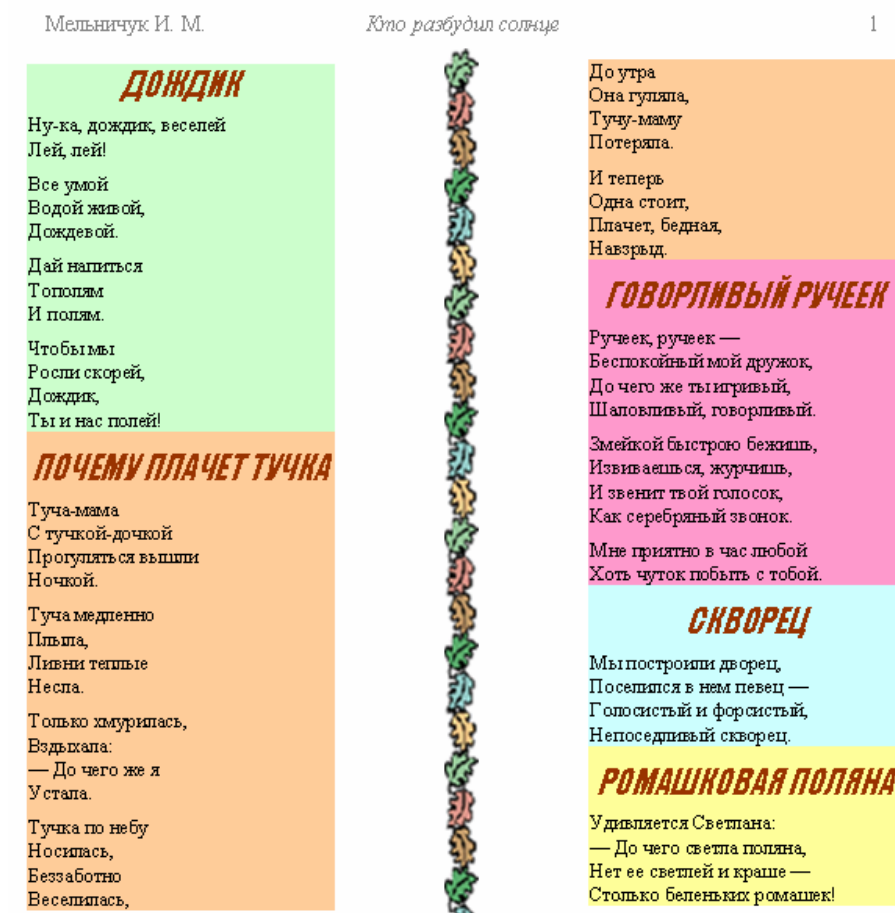 Мельничук И. М.
Кто разбудил солнце
1
ДОЖДИК
Ну-ка, дождик, веселей
Лей, лей!
Все умой
Водой живой,
Дождевой.
Дай напиться
Тополям
И полям.
Чтобы мы
Росли скорей,
Дождик,
Ты и нас полей!
ПОЧЕМУ ПЛАЧЕТ ТУЧКА
Туча-мама
С тучкой-дочкой
Прогуляться вышли
Ночкой.
Туча медленно
Плыла,
Ливни теплые
Несла.
Только хмурилась,
Вздыхала:
— До чего же я
Устала.
Тучка по небу
Носилась,
Беззаботно
Веселилась,
До утра
Она гуляла,
Тучу-маму
Потеряла.
И теперь
Одна стоит,
Плачет, бедная,
Навзрыд.
ГОВОРЛИВЫЙ РУЧЕЕК
Ручеек, ручеек —
Беспокойный мой дружок,
До чего же ты игривый,
Шаловливый, говорливый.
Змейкой быстрою бежишь,
Извиваешься, журчишь,
И звенит твой голосок,
Как серебряный звонок.
Мне приятно в час любой
Хоть чуток побыть с тобой.
СКВОРЕЦ
Мы построили дворец,
Поселился в нем певец —
Голосистый и форсистый,
Непоседливый скворец.
РОМАШКОВАЯ ПОЛЯНА
Удивляется Светлана:
— До чего светла поляна,
Нет ее светлей и краше —
Столько беленьких ромашек!